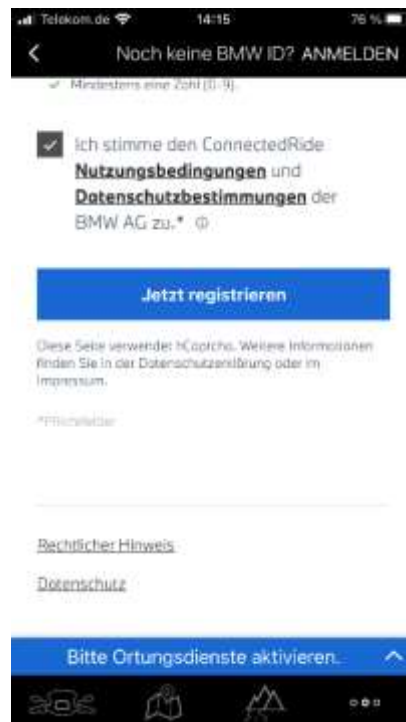 Telekom.de 14:15 76 %
Noch keine BMW ID? ANMELDEN
Mindestens eine Zahl (0-9).
Ich stimme den ConnectedRide
Nutzungsbedingungen und
Datenschutzbestimmungen der
BMW AG zu.*
Jetzt registrieren
Diese Seite verwendet hCaptcha. Weitere Informationen
finden Sie in der Datenschutzerklärung oder im
Impressum.
*Pflichtfelder
Rechtlicher Hinweis
Datenschutz
Bitte Ortungsdienste aktivieren.